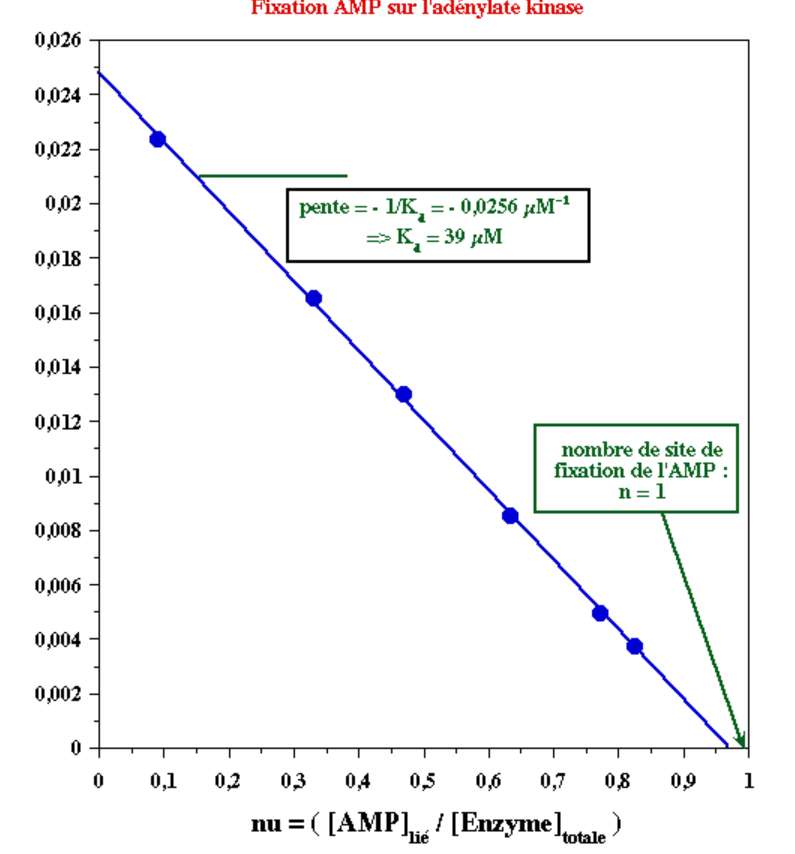 Fixation AMP sur l'adénylate kinase
0,026
0,024
0,022
0,02
0,018
0,016
0,014
0,012
0,01
0,008
0,006
0,004
0,002
0
pente = - 1/Kd = - 0,0256 µM⁻¹
=> Kd = 39 µM
nombre de site de
fixation de l'AMP :
n = 1
0 0,1 0,2 0,3 0,4 0,5 0,6 0,7 0,8 0,9 1
nu = ( [AMP]lié / [Enzyme]totale )